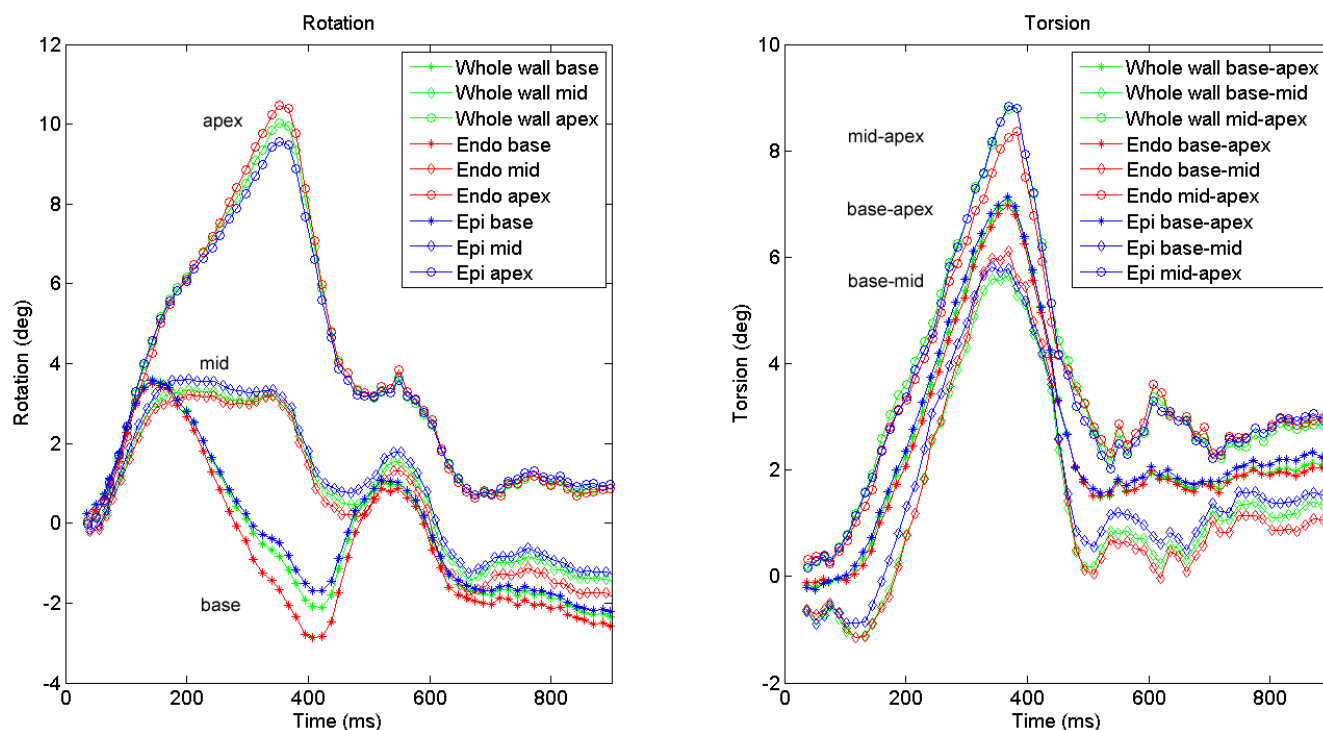 Rotation
12
10
8
6
4
2
0
-2
-4
Rotation (deg)
0
200
400
600
800
Time (ms)
apex
mid
base
Whole wall base
Whole wall mid
Whole wall apex
Endo base
Endo mid
Endo apex
Epi base
Epi mid
Epi apex
Torsion
10
8
6
4
2
0
-2
Torsion (deg)
0
200
400
600
800
Time (ms)
mid-apex
base-apex
base-mid
Whole wall base-apex
Whole wall base-mid
Whole wall mid-apex
Endo base-apex
Endo base-mid
Endo mid-apex
Epi base-apex
Epi base-mid
Epi mid-apex